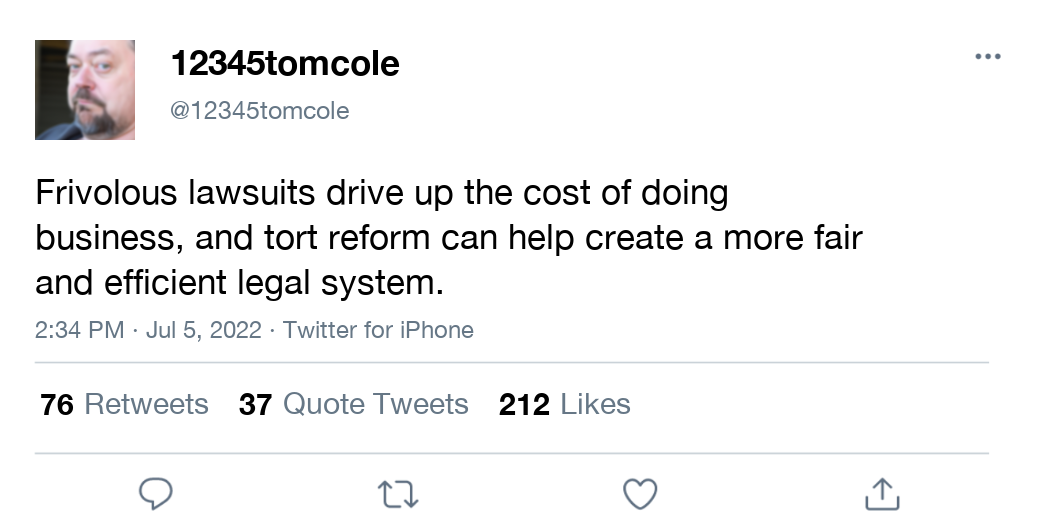 12345tomcole
@12345tomcole
Frivolous lawsuits drive up the cost of doing
business, and tort reform can help create a more fair
and efficient legal system.
2:34 PM · Jul 5, 2022 · Twitter for iPhone
76 Retweets 37 Quote Tweets 212 Likes